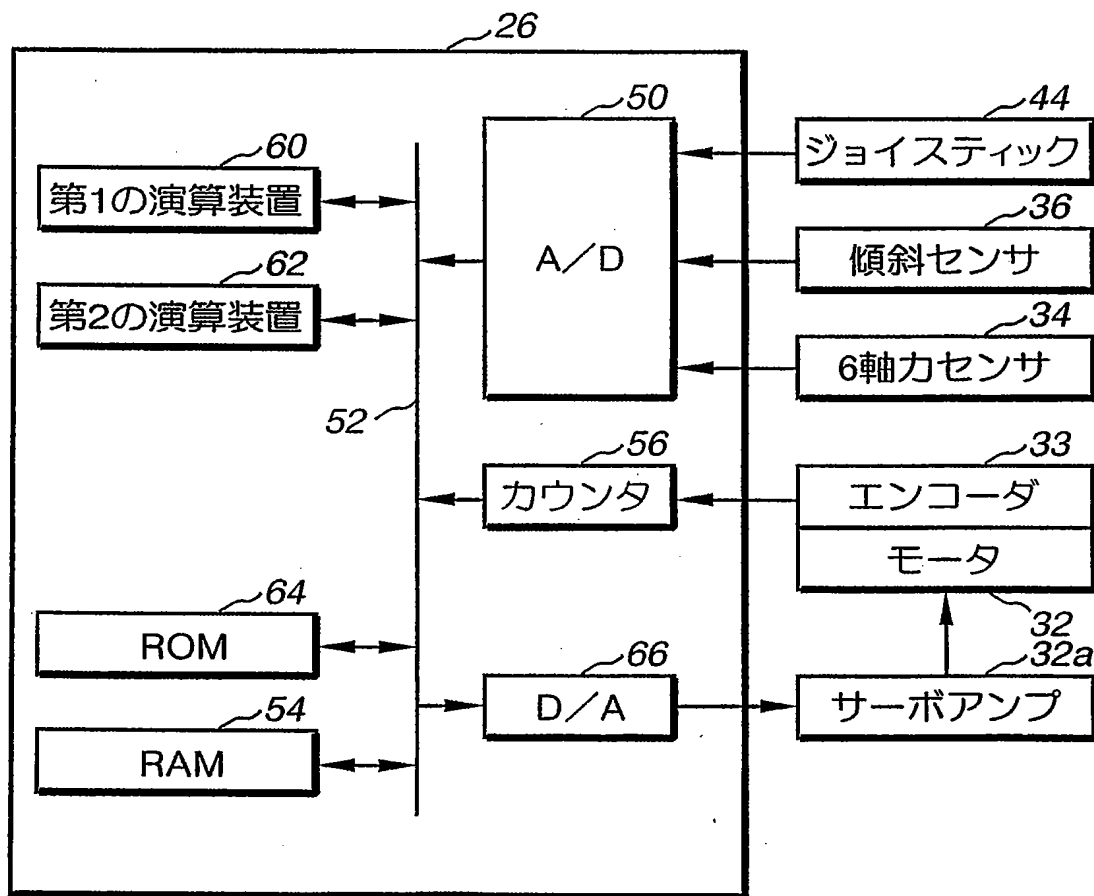 26
50
44
ジョイスティック
60
第1の演算装置
36
A/D
傾斜センサ
62
第2の演算装置
34
6軸力センサ
52
56
カウンタ
33
エンコーダ
モータ
64
ROM
32
66
32a
D/A
サーボアンプ
54
RAM